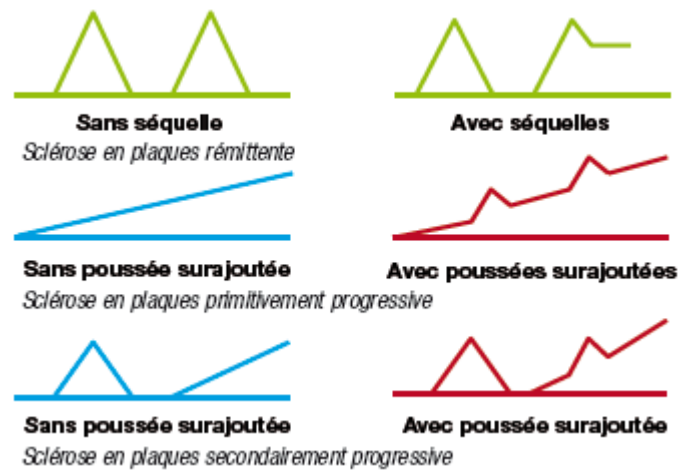 Sans séquelle
Avec séquelles
Sclérose en plaques rémittente
Sans poussée surajoutée
Avec poussées surajoutées
Sclérose en plaques primitivement progressive
Sans poussée surajoutée
Avec poussée surajoutée
Sclérose en plaques secondairement progressive